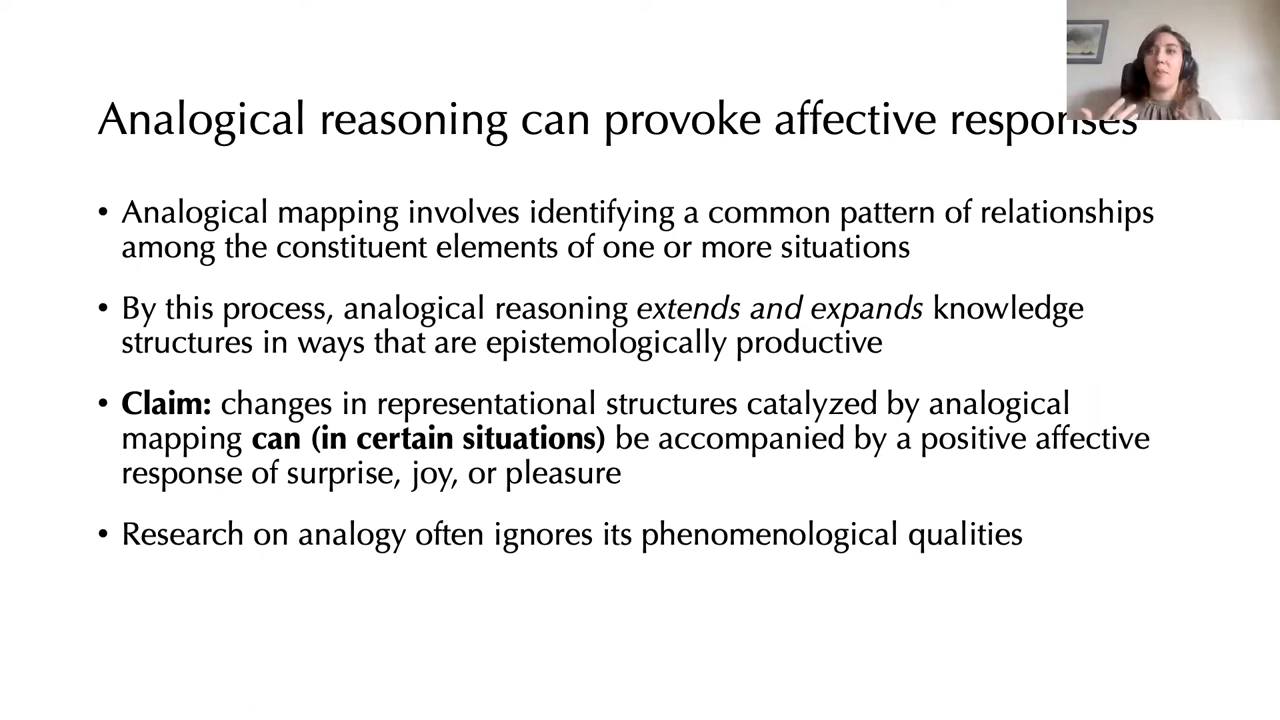 Analogical reasoning can provoke affective responses
• Analogical mapping involves identifying a common pattern of relationships
among the constituent elements of one or more situations
• By this process, analogical reasoning extends and expands knowledge
structures in ways that are epistemologically productive
• Claim: changes in representational structures catalyzed by analogical
mapping can (in certain situations) be accompanied by a positive affective
response of surprise, joy, or pleasure
• Research on analogy often ignores its phenomenological qualities